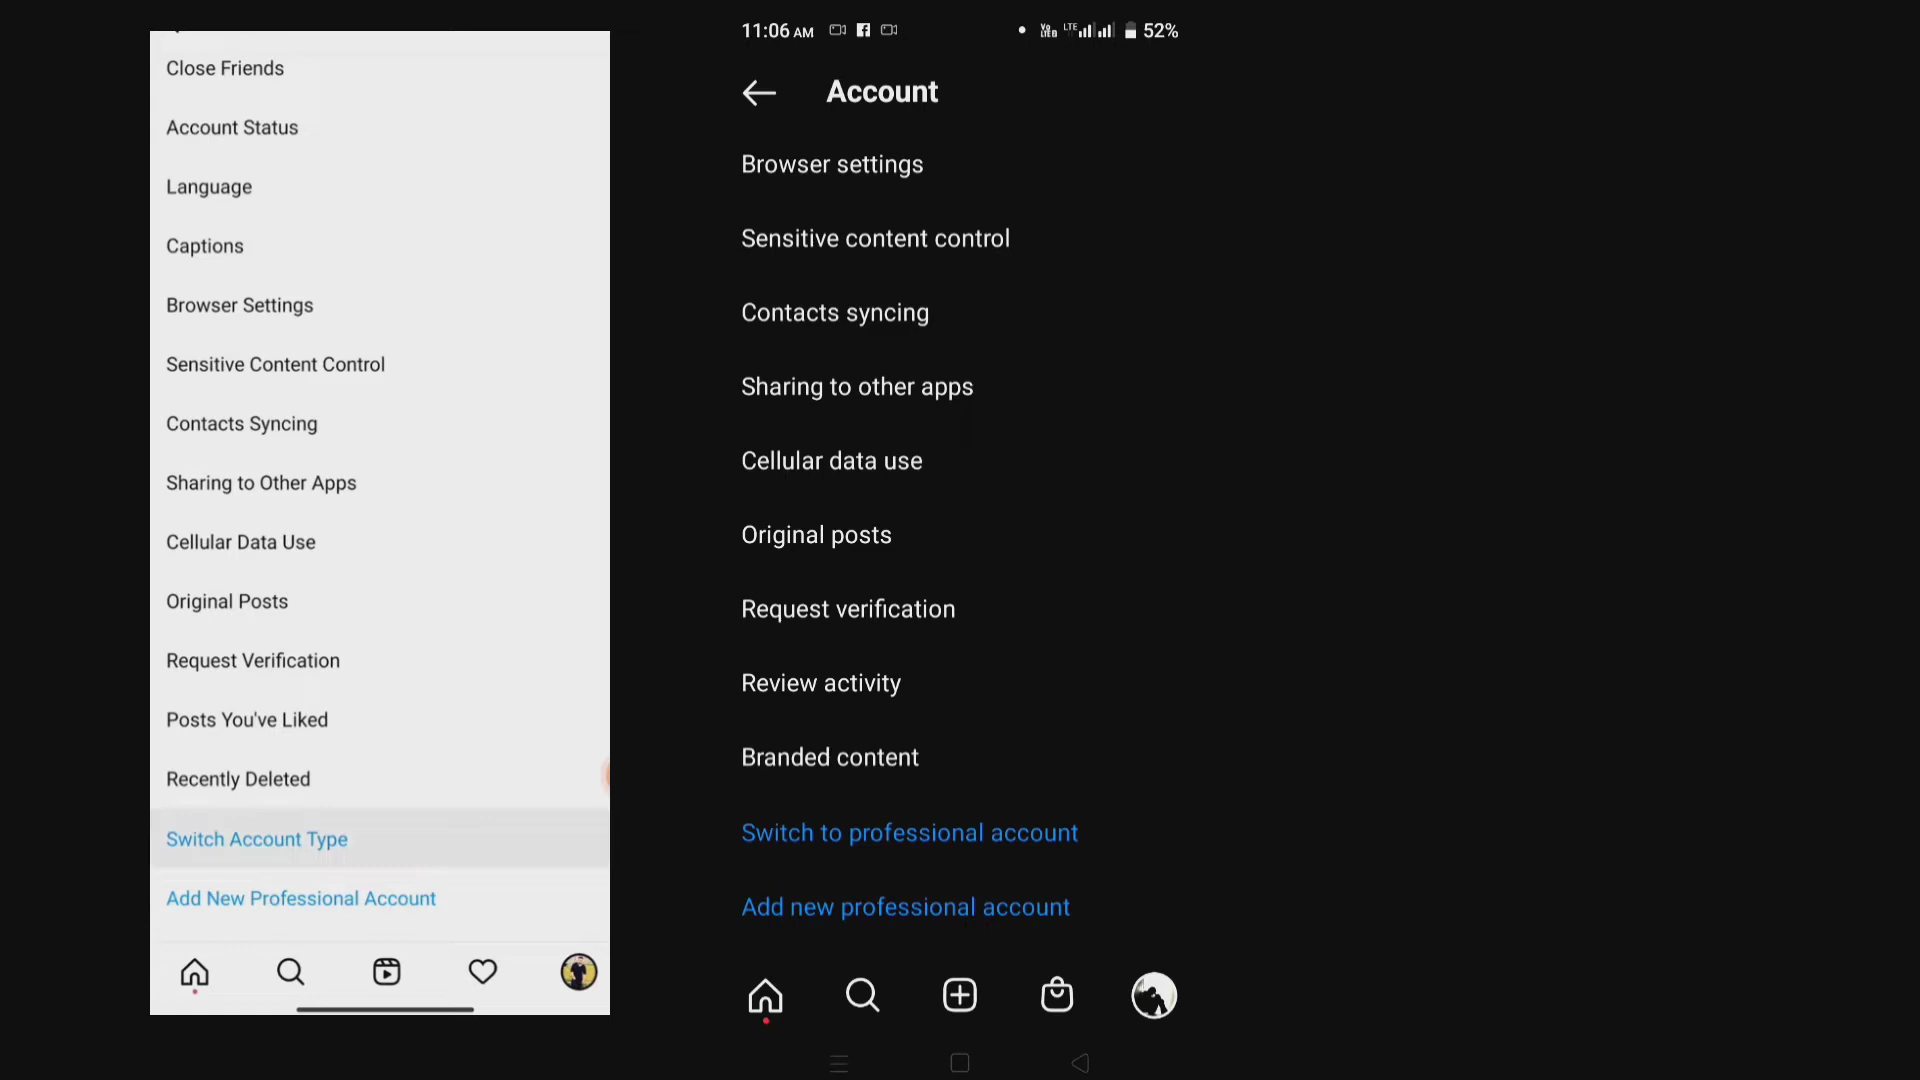 Close Friends
Account Status
Language
Captions
Browser Settings
Sensitive Content Control
Contacts Syncing
Sharing to Other Apps
Cellular Data Use
Original Posts
Request Verification
Posts You've Liked
Recently Deleted
Switch Account Type
Add New Professional Account
11:06 AM
LTE
52%
Account
Browser settings
Sensitive content control
Contacts syncing
Sharing to other apps
Cellular data use
Original posts
Request verification
Review activity
Branded content
Switch to professional account
Add new professional account